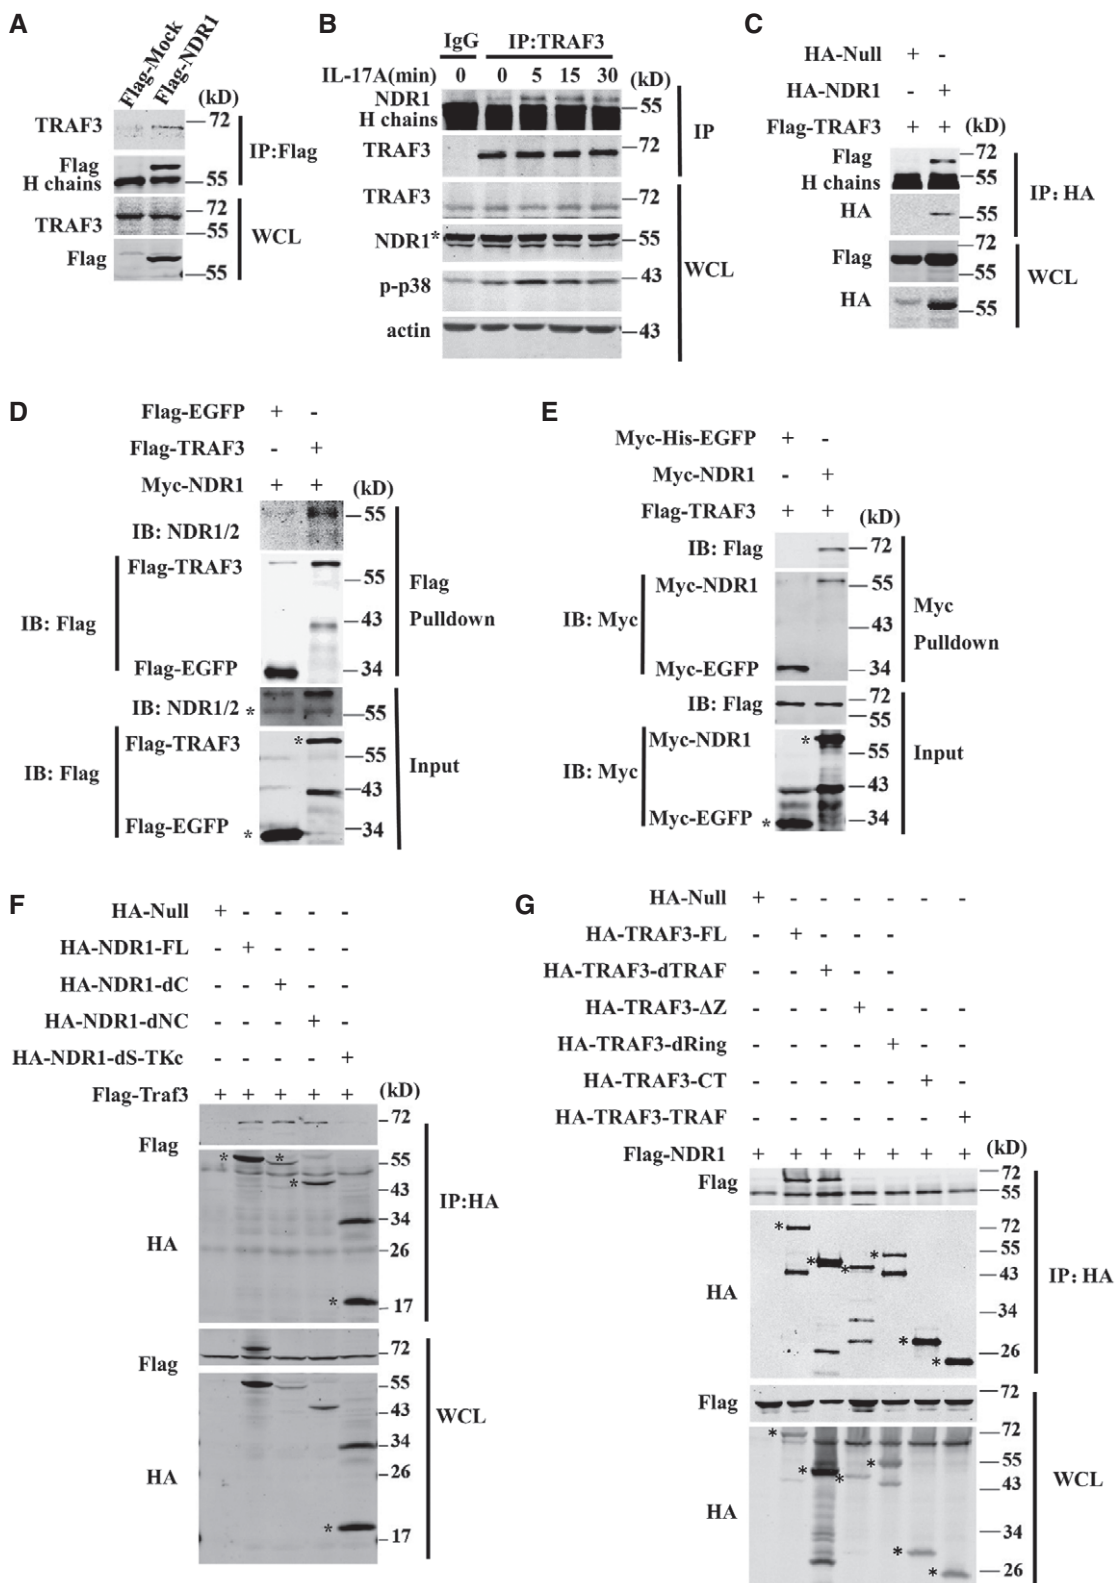 A
Flag-Mock
Flag-NDR1
(kD)
TRAF3
72
Flag
H chains
55
IP:Flag
TRAF3
72
55
Flag
55
WCL
B
IgG IP:TRAF3
IL-17A(min) 0 0 5 15 30 (kD)
NDR1
H chains
55
TRAF3
72
IP
TRAF3
72
NDR1*
55
p-p38
43
actin
43
WCL
C
HA-Null + -
HA-NDR1 - +
Flag-TRAF3 + + (kD)
Flag
72
H chains
55
HA
55
IP: HA
Flag
72
55
HA
55
WCL
D
Flag-EGFP + -
Flag-TRAF3 - +
Myc-NDR1 + + (kD)
IB: NDR1/2
55
IB: Flag
Flag-TRAF3
55
43
Flag-EGFP
34
Flag
Pulldown
IB: NDR1/2 *
55
IB: Flag
Flag-TRAF3 *
55
43
Flag-EGFP *
34
Input
E
Myc-His-EGFP + -
Myc-NDR1 - +
Flag-TRAF3 + + (kD)
IB: Flag
72
IB: Myc
Myc-NDR1
55
43
Myc-EGFP
34
Myc
Pulldown
IB: Flag
72
55
IB: Myc
Myc-NDR1 *
55
43
Myc-EGFP *
34
Input
F
HA-Null + - - - -
HA-NDR1-FL - + - - -
HA-NDR1-dC - - + - -
HA-NDR1-dNC - - - + -
HA-NDR1-dS-TKc - - - - +
Flag-Traf3 + + + + + (kD)
Flag
72
HA
* * * *
55
43
34
26
17
IP:HA
Flag
72
HA
*
55
43
34
26
17
WCL
G
HA-Null + - - - - - -
HA-TRAF3-FL - + - - - - -
HA-TRAF3-dTRAF - - + - - - -
HA-TRAF3-ΔZ - - - + - - -
HA-TRAF3-dRing - - - - + - -
HA-TRAF3-CT - - - - - + -
HA-TRAF3-TRAF - - - - - - +
Flag-NDR1 + + + + + + + (kD)
Flag
72
55
HA
* * * * * *
72
55
43
34
26
IP: HA
Flag
72
HA
* * * * * *
72
55
43
34
26
WCL